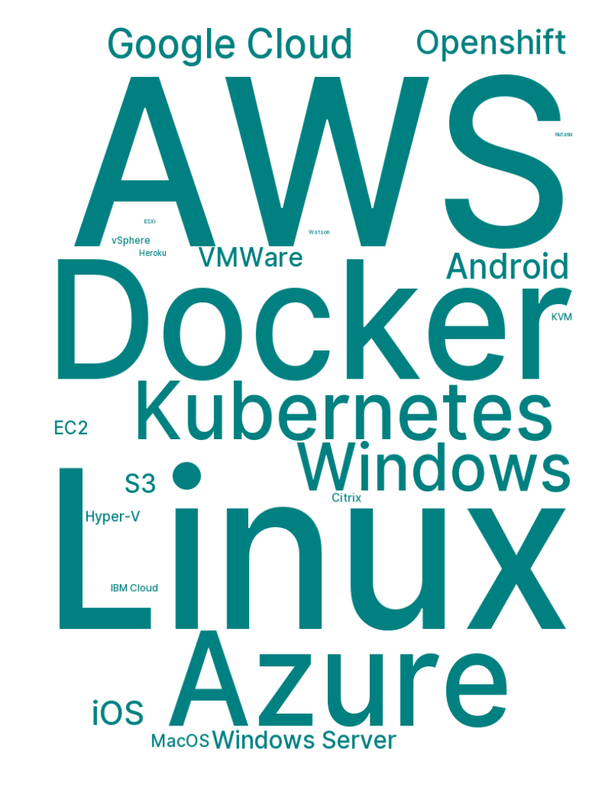 Google Cloud
Openshift
AWS
Nutanix
ESXi
Watson
vSphere
Heroku
VMWare
Android
Docker
KVM
Kubernetes
EC2
Windows
S3
Citrix
Linux
Hyper-V
IBM Cloud
Azure
iOS
MacOS
Windows Server